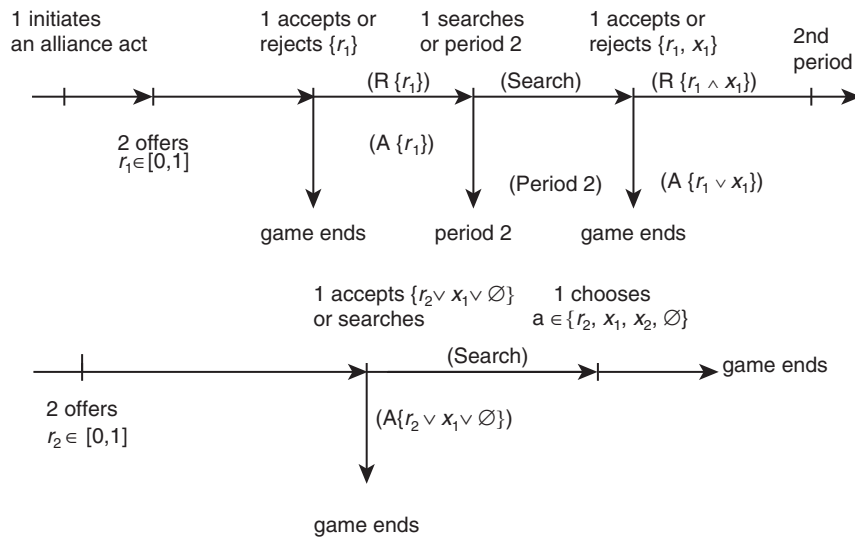 1 initiates
an alliance act
1 accepts or
rejects {r₁}
1 searches
or period 2
1 accepts or
rejects {r₁, x₁}
2nd
period
(R {r₁})
(Search)
(R {r₁ ∧ x₁})
2 offers
r₁∈[0,1]
(A {r₁})
(Period 2)
(A {r₁ ∨ x₁})
game ends
period 2
game ends
1 accepts {r₂∨ x₁∨ ∅}
or searches
1 chooses
a ∈{r₂, x₁, x₂, ∅}
(Search)
game ends
2 offers
r₂∈ [0,1]
(A{r₂ ∨ x₁∨ ∅})
game ends